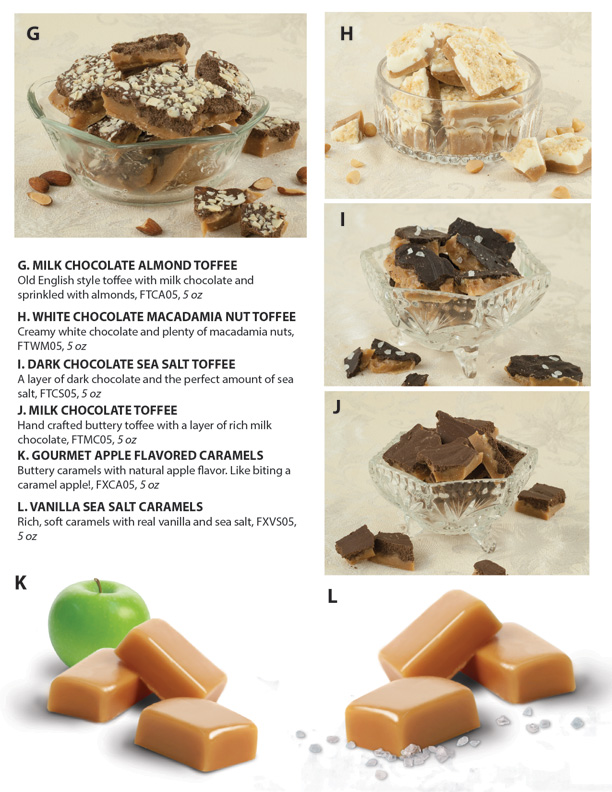 G
H
I
G. MILK CHOCOLATE ALMOND TOFFEE
Old English style toffee with milk chocolate and
sprinkled with almonds, FTCA05, 5 oz
H. WHITE CHOCOLATE MACADAMIA NUT TOFFEE
Creamy white chocolate and plenty of macadamia nuts,
FTWM05, 5 oz
I. DARK CHOCOLATE SEA SALT TOFFEE
A layer of dark chocolate and the perfect amount of sea
salt, FTCS05, 5 oz
J. MILK CHOCOLATE TOFFEE
Hand crafted buttery toffee with a layer of rich milk
chocolate, FTMC05, 5 oz
K. GOURMET APPLE FLAVORED CARAMELS
Buttery caramels with natural apple flavor. Like biting a
caramel apple!, FXCA05, 5 oz
L. VANILLA SEA SALT CARAMELS
Rich, soft caramels with real vanilla and sea salt, FXVS05,
5 oz
J
K
L